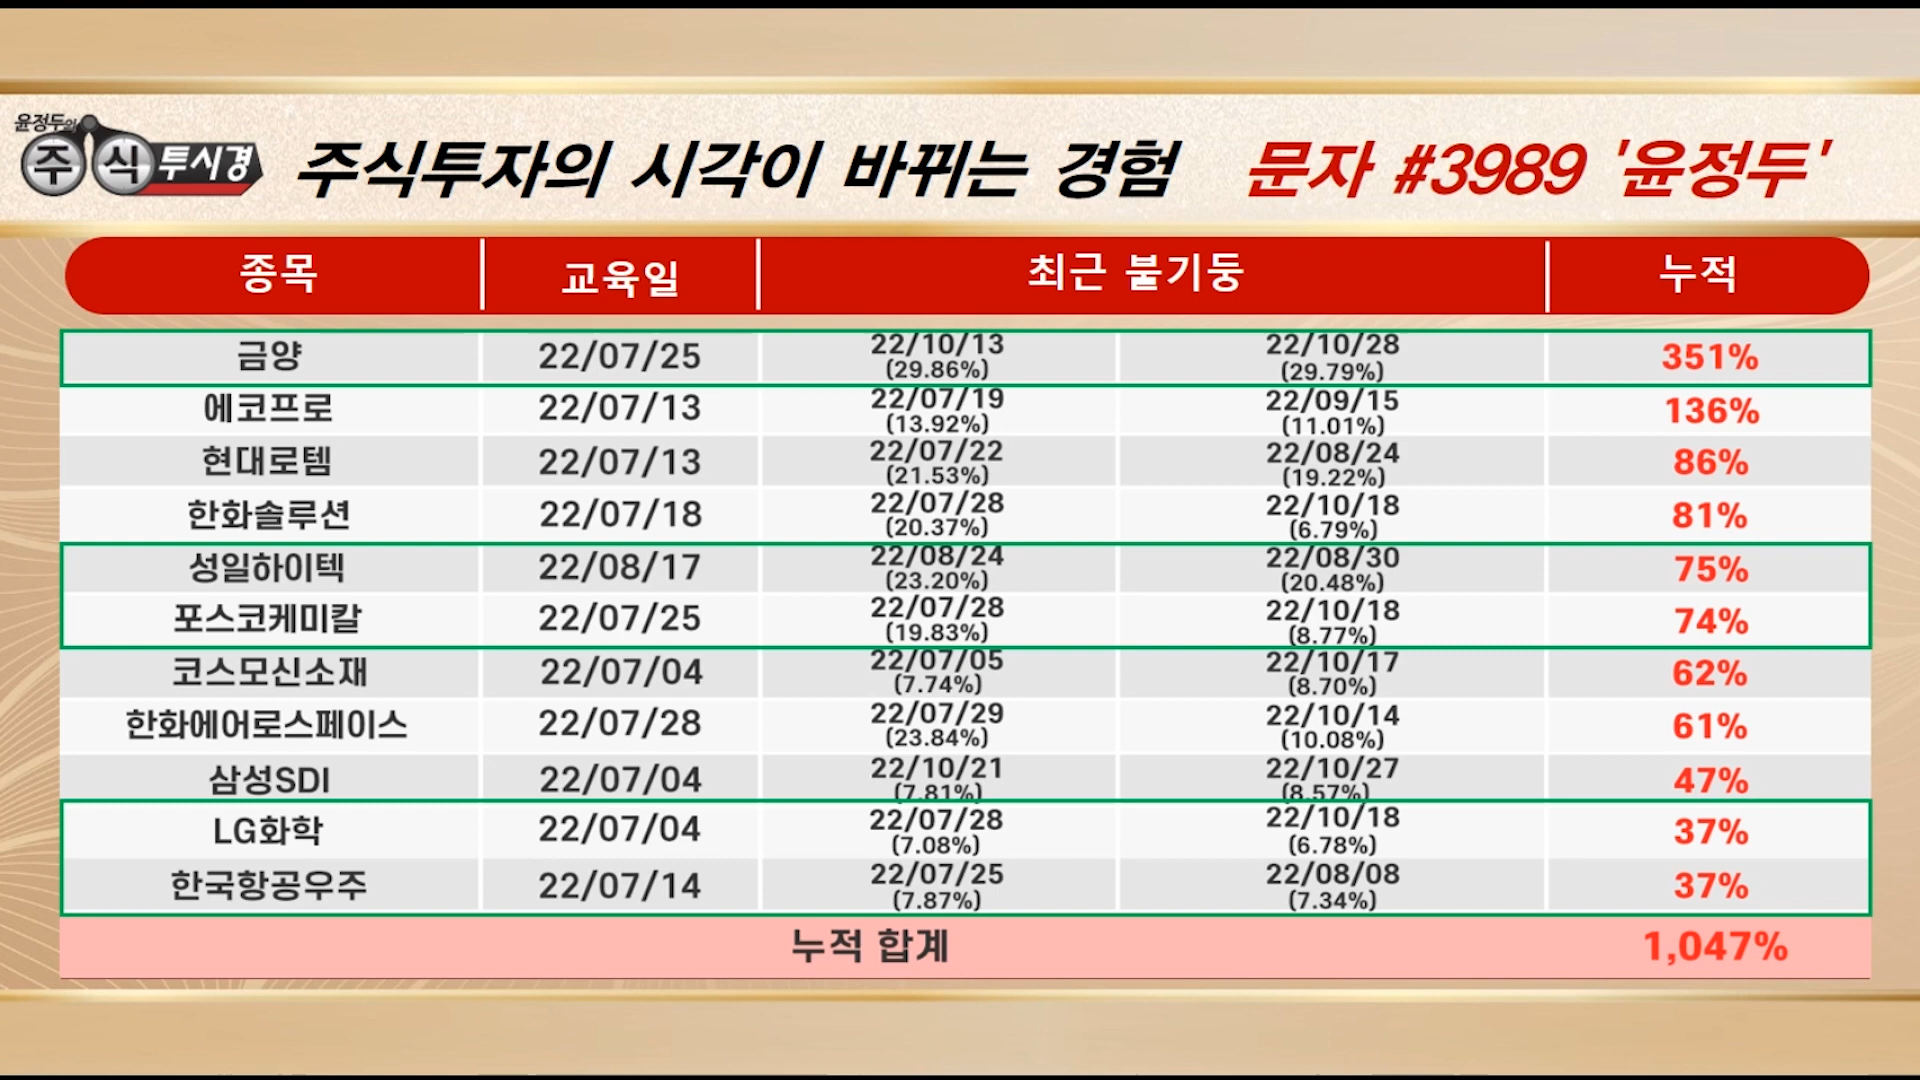 윤정두의
주식투시경
주식투자의 시각이 바뀌는 경험 문자 #3989 '윤정두'
종목 교육일 최근 불기둥 누적
금양 22/07/25 22/10/13 (29.86%) 22/10/28 (29.79%) 351%
에코프로 22/07/13 22/07/19 (13.92%) 22/09/15 (11.01%) 136%
현대로템 22/07/13 22/07/22 (21.53%) 22/08/24 (19.22%) 86%
한화솔루션 22/07/18 22/07/28 (20.37%) 22/10/18 (6.79%) 81%
성일하이텍 22/08/17 22/08/24 (23.20%) 22/08/30 (20.48%) 75%
포스코케미칼 22/07/25 22/07/28 (19.83%) 22/10/18 (8.77%) 74%
코스모신소재 22/07/04 22/07/05 (7.74%) 22/10/17 (8.70%) 62%
한화에어로스페이스 22/07/28 22/07/29 (23.84%) 22/10/14 (10.08%) 61%
삼성SDI 22/07/04 22/10/21 (7.81%) 22/10/27 (8.57%) 47%
LG화학 22/07/04 22/07/28 (7.08%) 22/10/18 (6.78%) 37%
한국항공우주 22/07/14 22/07/25 (7.87%) 22/08/08 (7.34%) 37%
누적 합계 1,047%